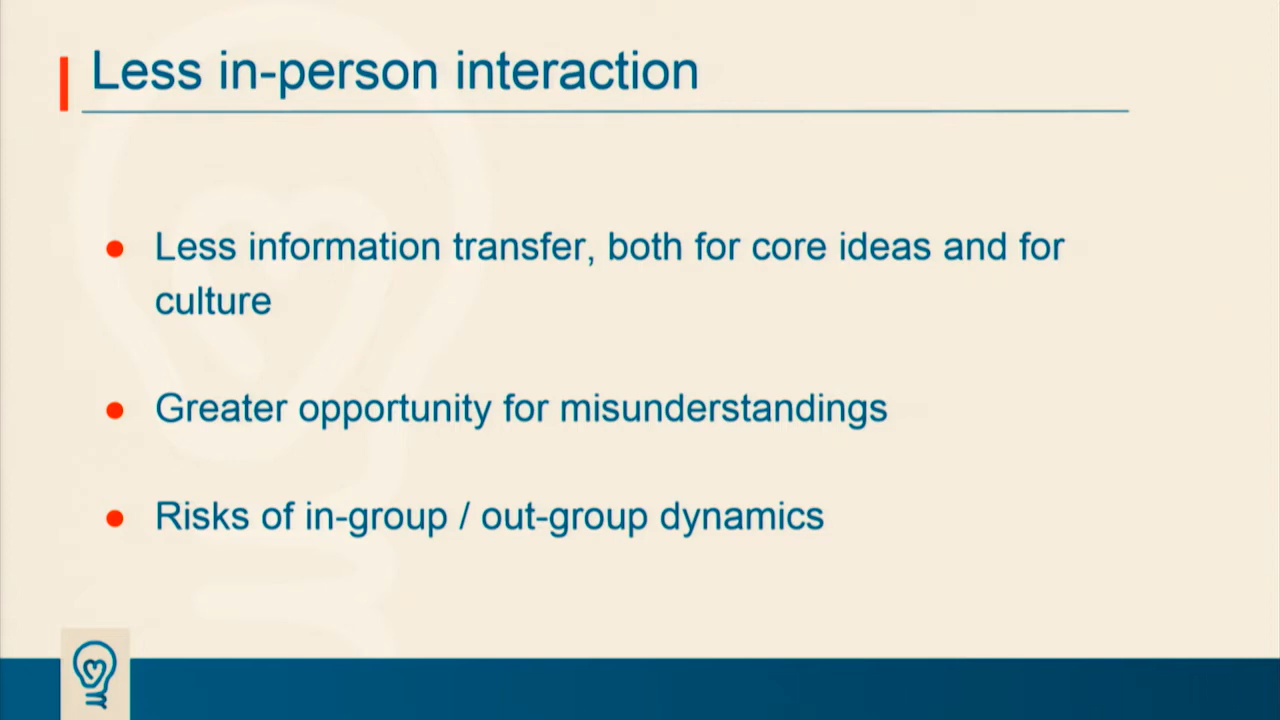 Less in-person interaction
● Less information transfer, both for core ideas and for
culture
● Greater opportunity for misunderstandings
● Risks of in-group / out-group dynamics